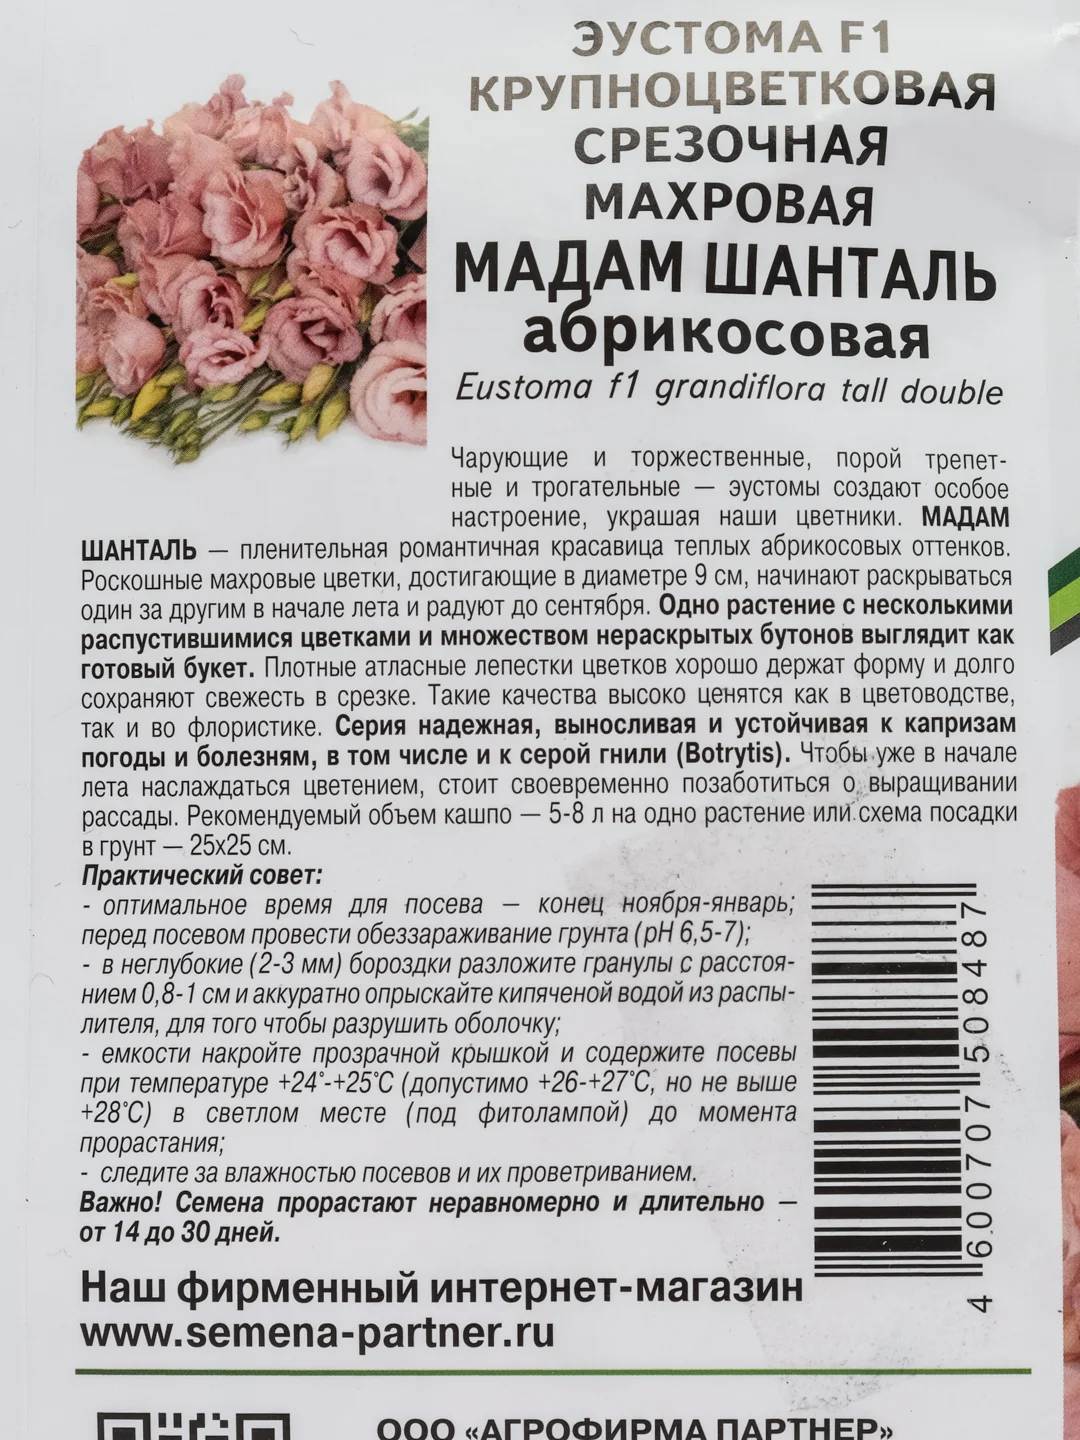 ЭУСТОМА F1
КРУПНОЦВЕТКОВАЯ
СРЕЗОЧНАЯ
МАХРОВАЯ
МАДАМ ШАНТАЛЬ
абрикосовая
Eustoma f1 grandiflora tall double
Чарующие и торжественные, порой трепет-
ные и трогательные — эустомы создают особое
настроение, украшая наши цветники. МАДАМ
ШАНТАЛЬ — пленительная романтичная красавица теплых абрикосовых оттенков.
Роскошные махровые цветки, достигающие в диаметре 9 см, начинают раскрываться
один за другим в начале лета и радуют до сентября. Одно растение с несколькими
распустившимися цветками и множеством нераскрытых бутонов выглядит как
готовый букет. Плотные атласные лепестки цветков хорошо держат форму и долго
сохраняют свежесть в срезке. Такие качества высоко ценятся как в цветоводстве,
так и во флористике. Серия надежная, выносливая и устойчивая к капризам
погоды и болезням, в том числе и к серой гнили (Botrytis). Чтобы уже в начале
лета наслаждаться цветением, стоит своевременно позаботиться о выращивании
рассады. Рекомендуемый объем кашпо — 5-8 л на одно растение или схема посадки
в грунт — 25х25 см.
Практический совет:
- оптимальное время для посева – конец ноября-январь;
перед посевом провести обеззараживание грунта (рН 6,5-7);
- в неглубокие (2-3 мм) бороздки разложите гранулы с расстоя-
нием 0,8-1 см и аккуратно опрыскайте кипяченой водой из распы-
лителя, для того чтобы разрушить оболочку;
- емкости накройте прозрачной крышкой и содержите посевы
при температуре +24°-+25°С (допустимо +26-+27°С, но не выше
+28°С) в светлом месте (под фитолампой) до момента
прорастания;
- следите за влажностью посевов и их проветриванием.
Важно! Семена прорастают неравномерно и длительно –
от 14 до 30 дней.
4 600707 508487
Наш фирменный интернет-магазин
www.semena-partner.ru
ООО «АГРОФИРМА ПАРТНЕР»